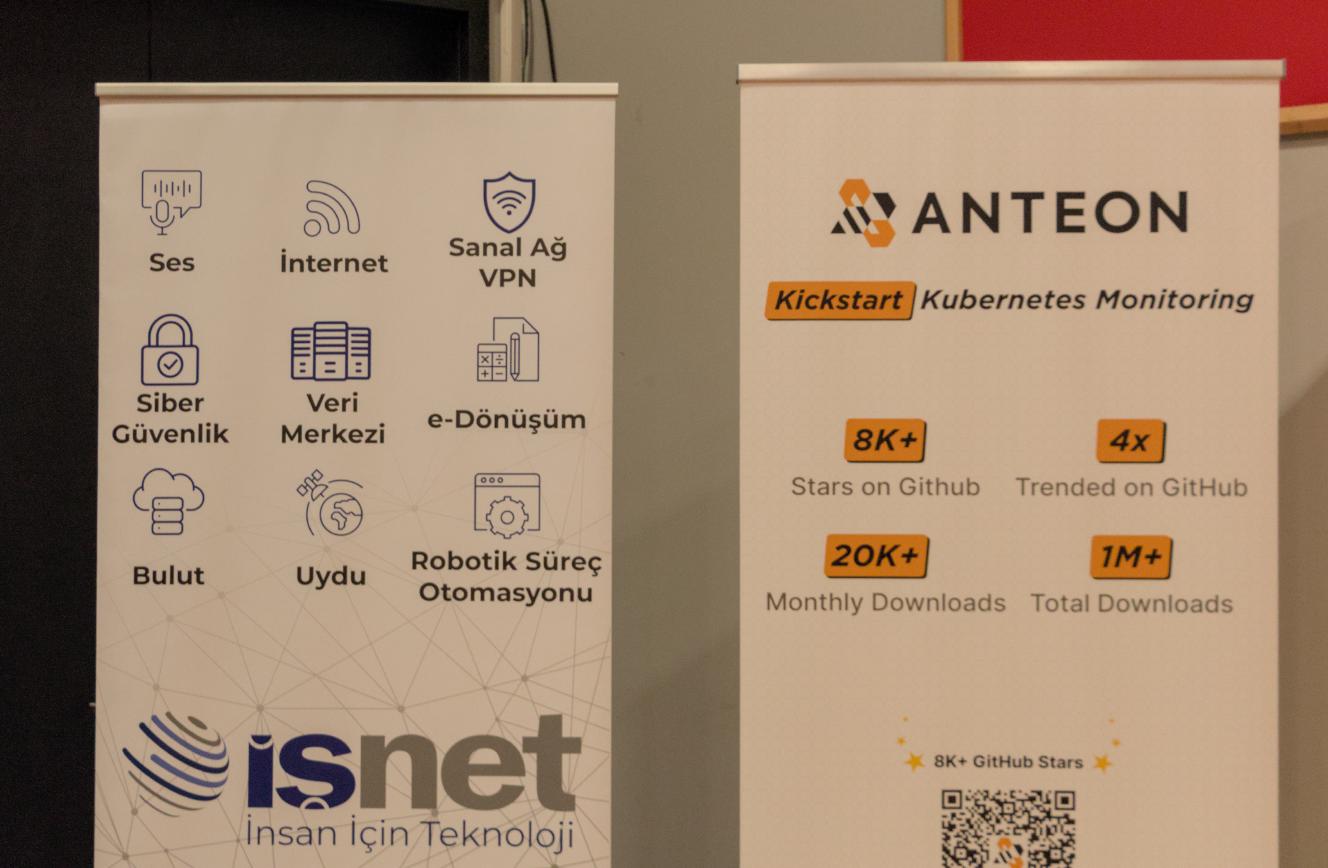 Ses
İnternet
Sanal Ağ
VPN
Siber
Güvenlik
Veri
Merkezi
e-Dönüşüm
Bulut
Uydu
Robotik Süreç
Otomasyonu
işnet
İnsan İçin Teknoloji
ANTEON
Kickstart Kubernetes Monitoring
8K+
Stars on Github
4x
Trended on GitHub
20K+
Monthly Downloads
1M+
Total Downloads
8K+ GitHub Stars